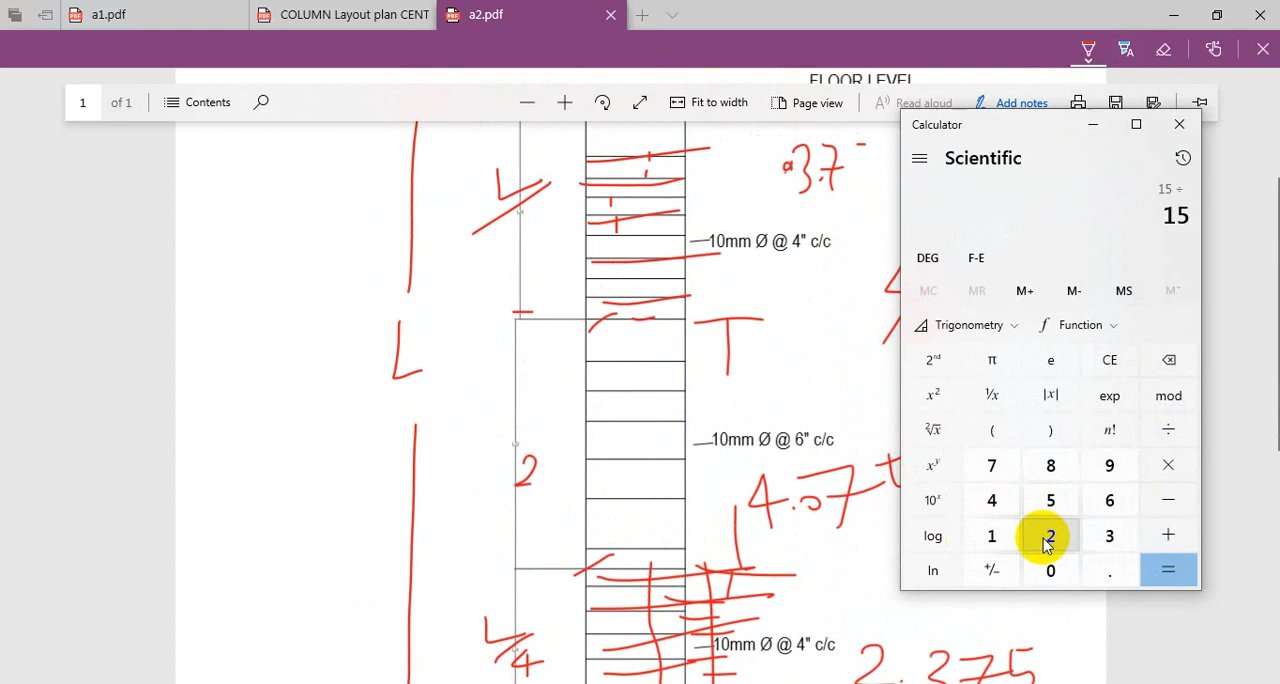 a1.pdf
COLUMN Layout plan CENT
a2.pdf
FLOOR LEVEL
1
of 1
Contents
Fit to width
Page view
Read aloud
Add notes
Calculator
Scientific
15 ÷
15
DEG
F-E
MC
MR
M+
M-
MS
M˅
Trigonometry
Function
2ⁿᵈ
π
e
CE
x²
¹/x
|x|
exp
mod
²√x
(
)
n!
÷
xʸ
7
8
9
×
10ˣ
4
5
6
−
log
1
2
3
+
ln
+/−
0
.
=
3.7
L
10mm Ø @ 4" c/c
L
T
10mm Ø @ 6" c/c
2
4.07
L/4
10mm Ø @ 4" c/c
2.375